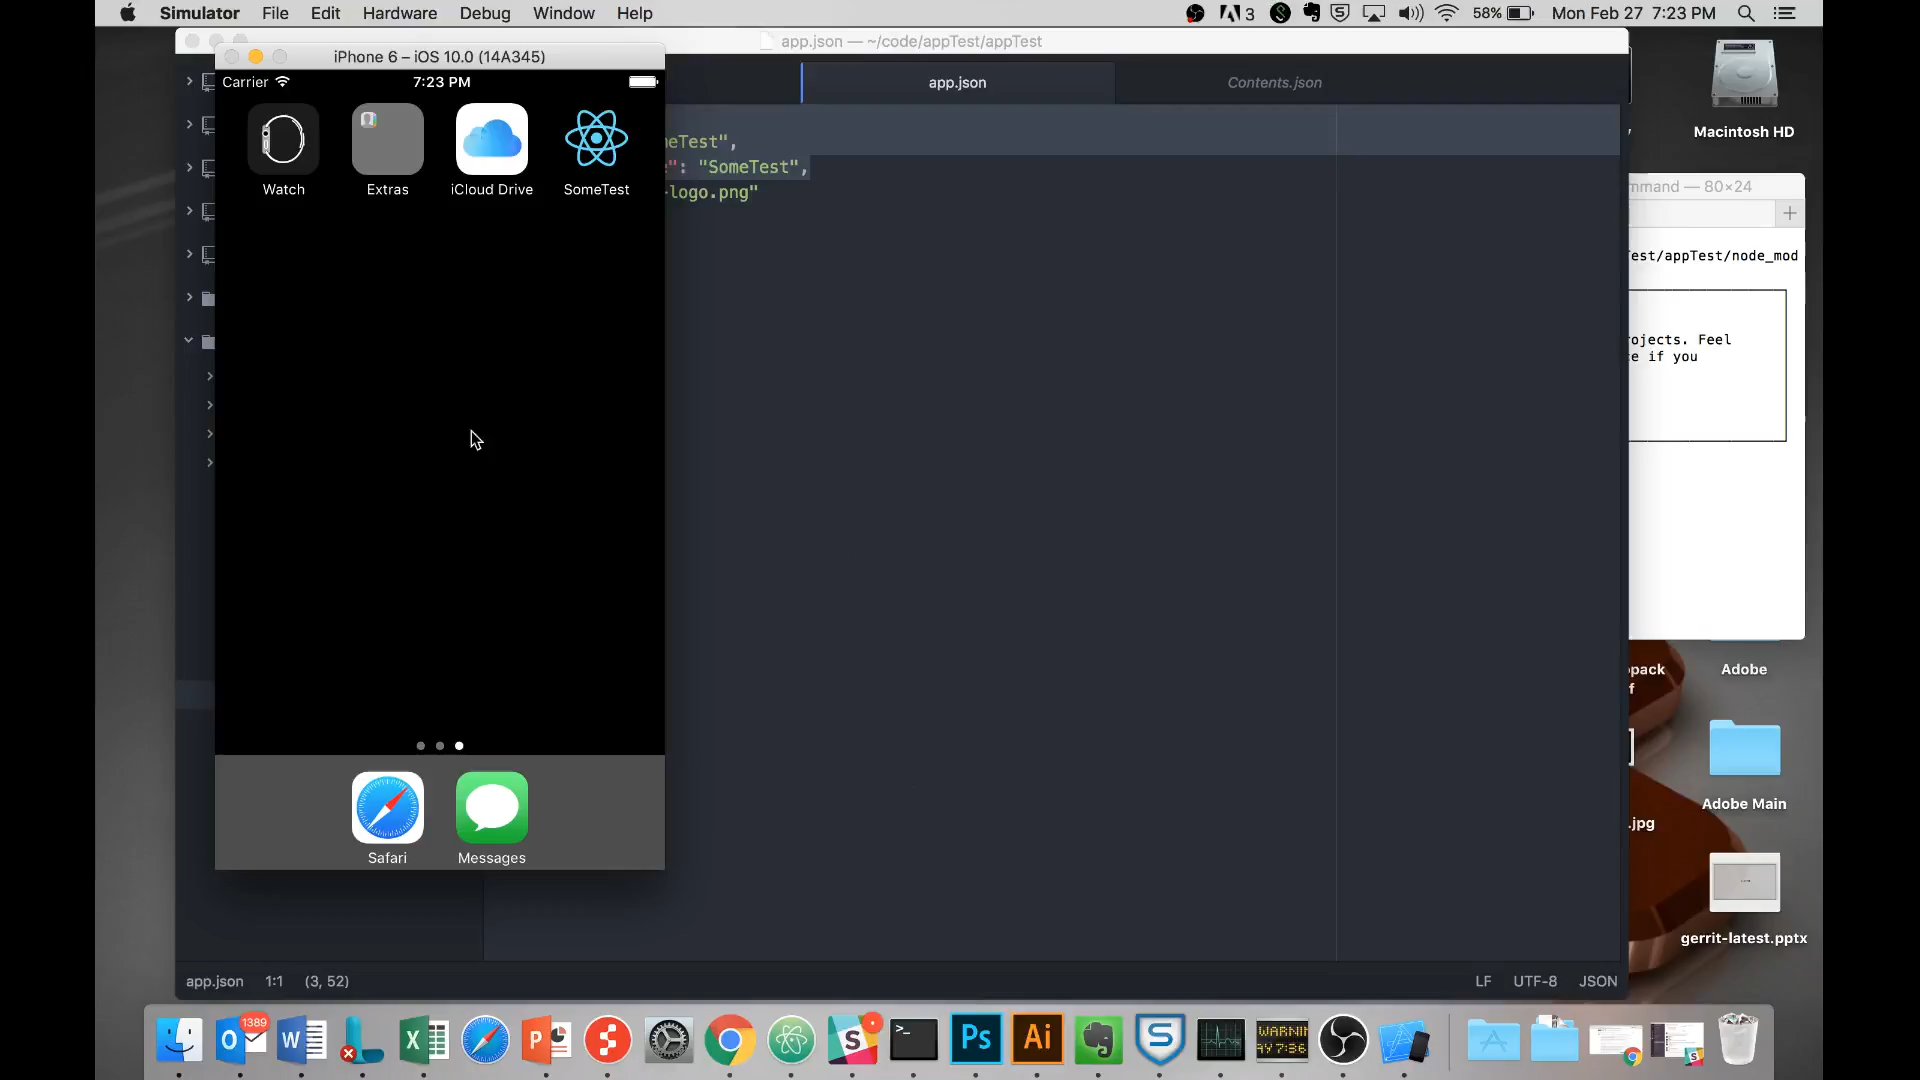 Simulator File Edit Hardware Debug Window Help
3 58% Mon Feb 27 7:23 PM
app.json — ~/code/appTest/appTest
iPhone 6 – iOS 10.0 (14A345)
Carrier 7:23 PM
app.json Contents.json
Watch Extras iCloud Drive SomeTest
eTest",
": "SomeTest",
-logo.png"
Safari Messages
Macintosh HD
mmand — 80×24
est/appTest/node_mod
ojects. Feel
e if you
pack
f
Adobe
Adobe Main
.jpg
gerrit-latest.pptx
app.json 1:1 (3, 52) LF UTF-8 JSON
1389
Ps Ai